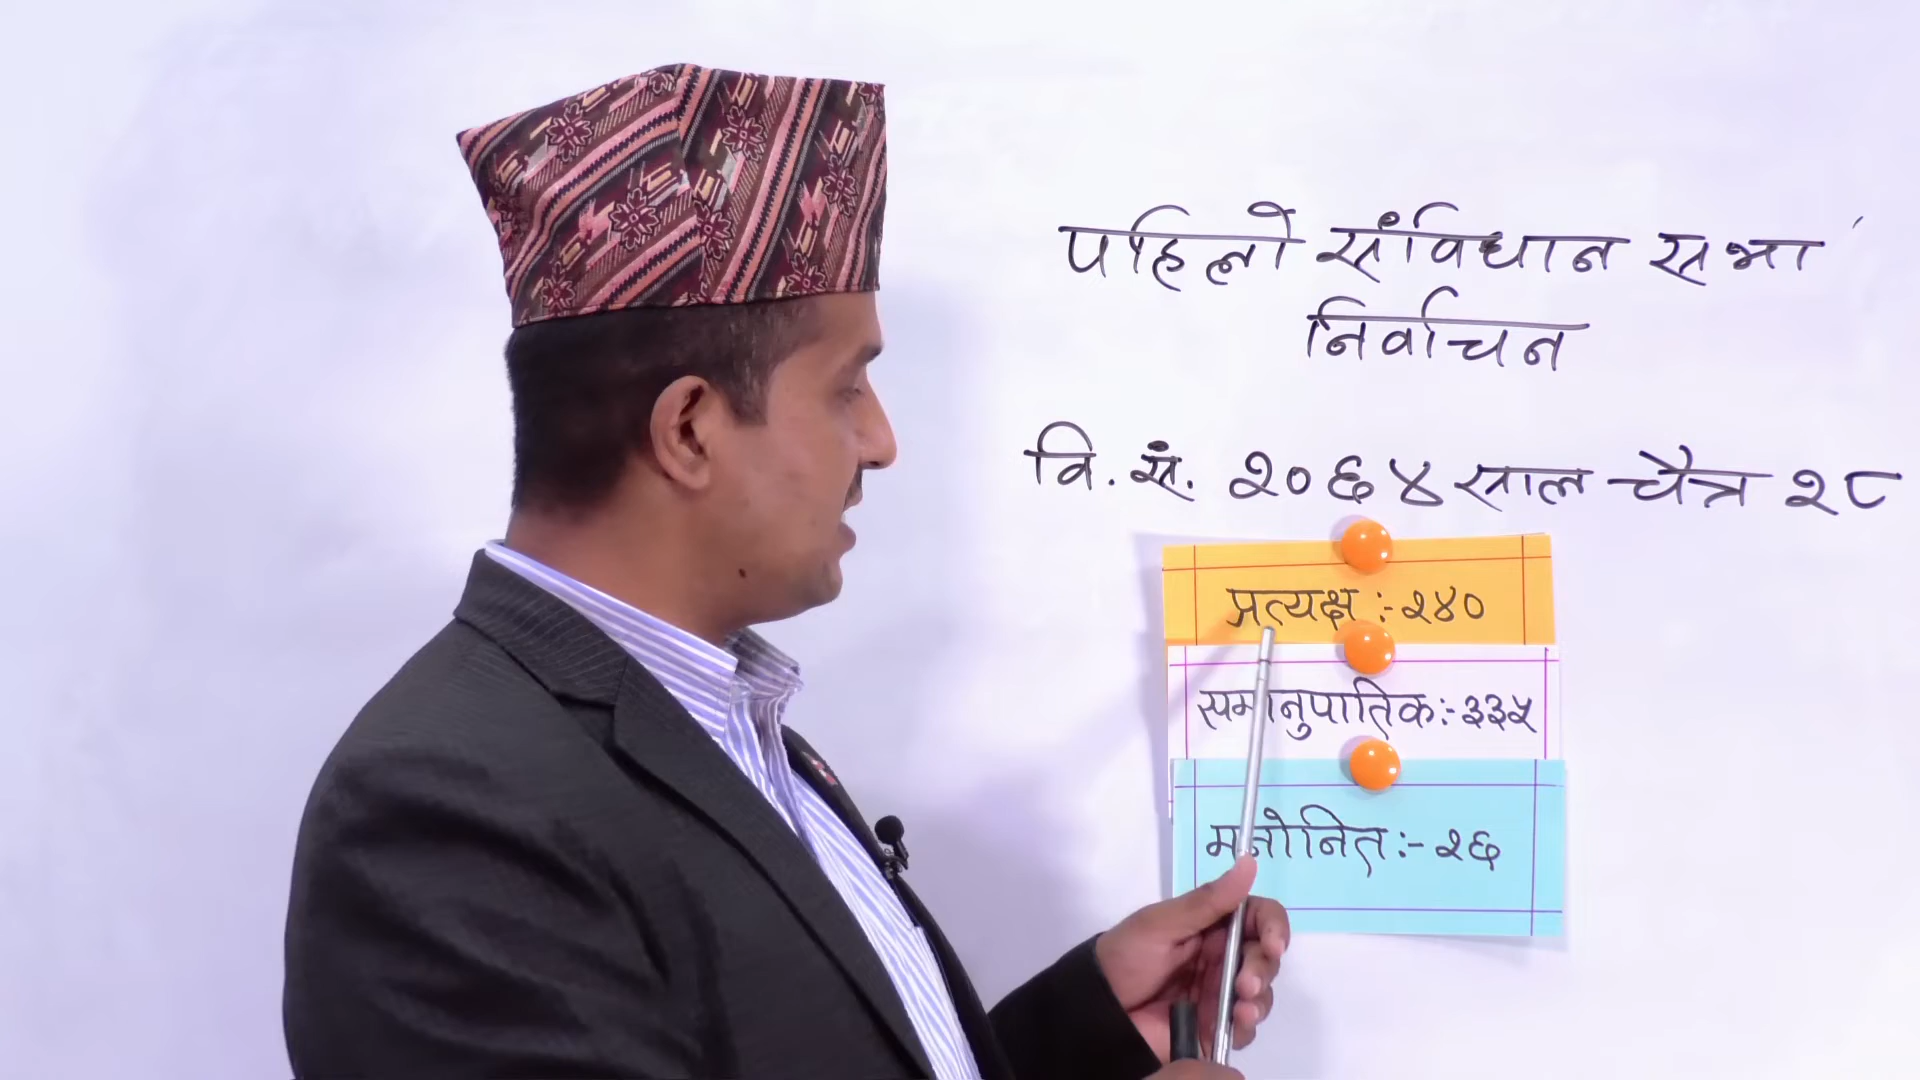 पहिलो संविधान सभा
निर्वाचन
वि. सं. २०६४ साल चैत्र २८
प्रत्यक्ष :- २४०
समानुपातिक:- ३३५
मनोनित:- २६